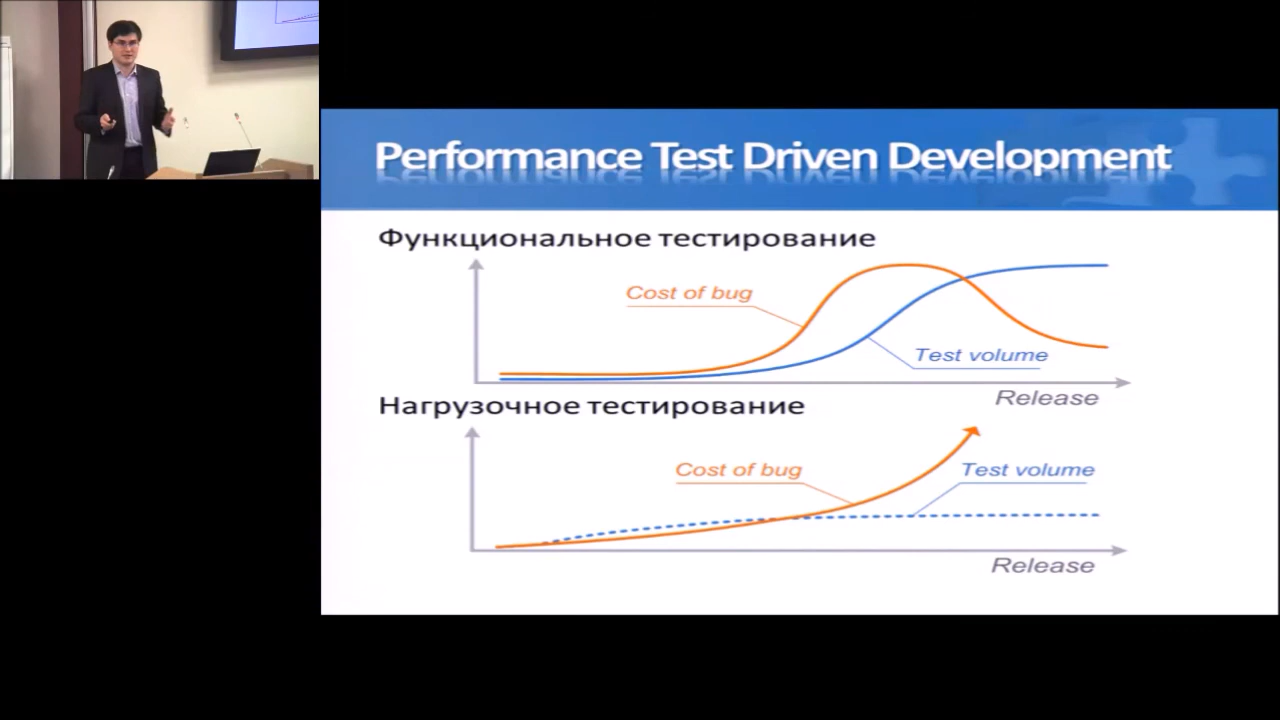 Performance Test Driven Development
Функциональное тестирование
Cost of bug
Test volume
Release
Нагрузочное тестирование
Cost of bug
Test volume
Release